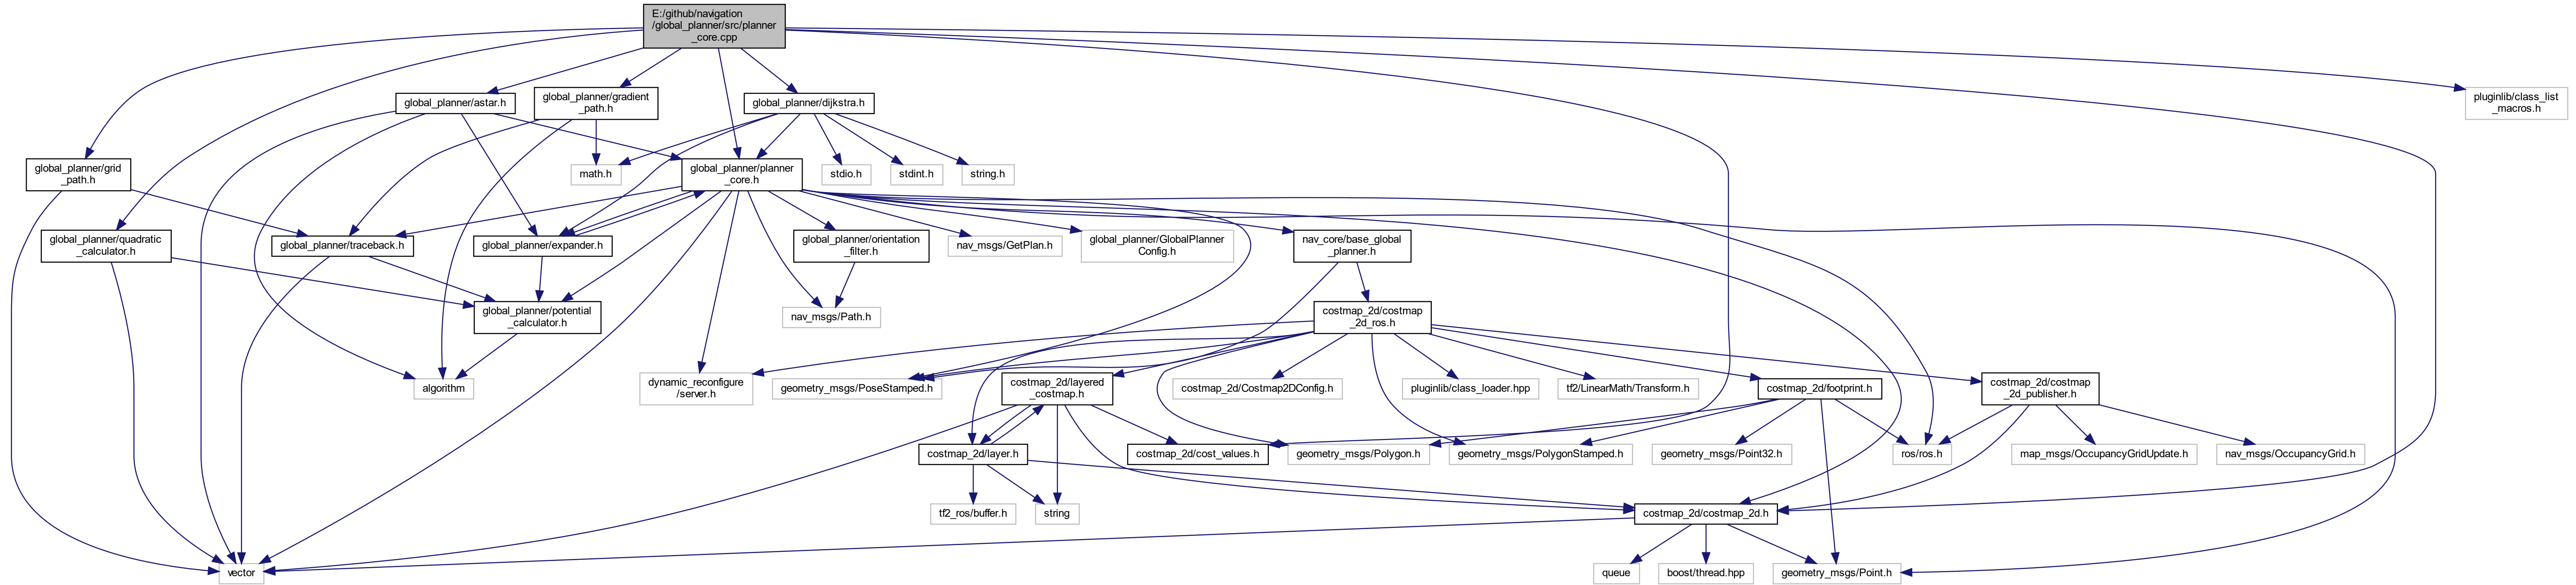 E:/github/navigation
/global_planner/src/planner
_core.cpp
pluginlib/class_list
_macros.h
global_planner/astar.h
global_planner/gradient
_path.h
global_planner/dijkstra.h
global_planner/grid
_path.h
math.h
global_planner/planner
_core.h
stdio.h
stdint.h
string.h
global_planner/quadratic
_calculator.h
global_planner/traceback.h
global_planner/expander.h
global_planner/orientation
_filter.h
nav_msgs/GetPlan.h
global_planner/GlobalPlanner
Config.h
nav_core/base_global
_planner.h
global_planner/potential
_calculator.h
nav_msgs/Path.h
costmap_2d/costmap
_2d_ros.h
algorithm
dynamic_reconfigure
/server.h
geometry_msgs/PoseStamped.h
costmap_2d/layered
_costmap.h
costmap_2d/Costmap2DConfig.h
pluginlib/class_loader.hpp
tf2/LinearMath/Transform.h
costmap_2d/footprint.h
costmap_2d/costmap
_2d_publisher.h
costmap_2d/layer.h
costmap_2d/cost_values.h
geometry_msgs/Polygon.h
geometry_msgs/PolygonStamped.h
geometry_msgs/Point32.h
ros/ros.h
map_msgs/OccupancyGridUpdate.h
nav_msgs/OccupancyGrid.h
tf2_ros/buffer.h
string
costmap_2d/costmap_2d.h
vector
queue
boost/thread.hpp
geometry_msgs/Point.h